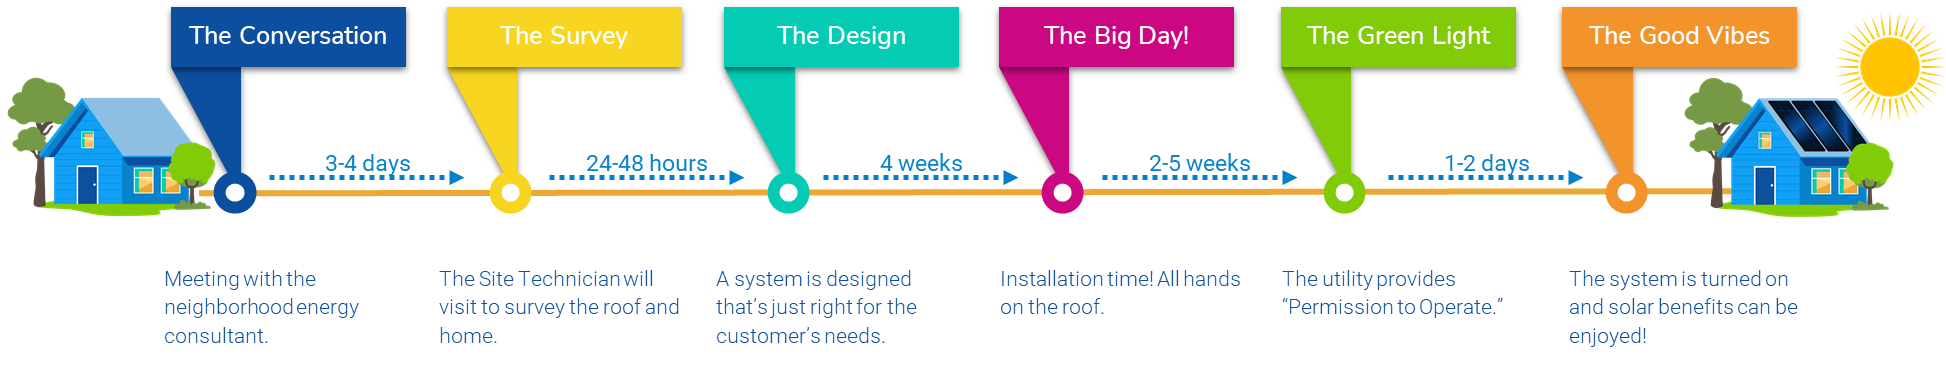 The Conversation
The Survey
The Design
The Big Day!
The Green Light
The Good Vibes
3-4 days
24-48 hours
4 weeks
2-5 weeks
1-2 days
Meeting with the
neighborhood energy
consultant.
The Site Technician will
visit to survey the roof and
home.
A system is designed
that’s just right for the
customer’s needs.
Installation time! All hands
on the roof.
The utility provides
“Permission to Operate.”
The system is turned on
and solar benefits can be
enjoyed!